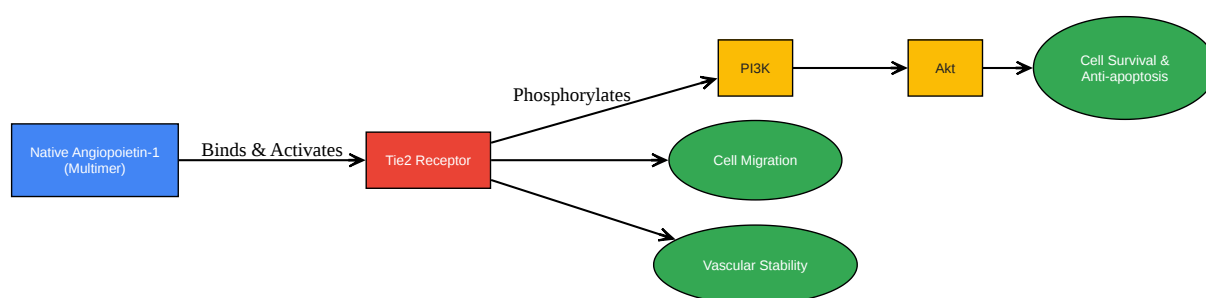 Native Angiopoietin-1
(Multimer)
Binds & Activates
Tie2 Receptor
Phosphorylates
PI3K
Akt
Cell Survival &
Anti-apoptosis
Cell Migration
Vascular Stability